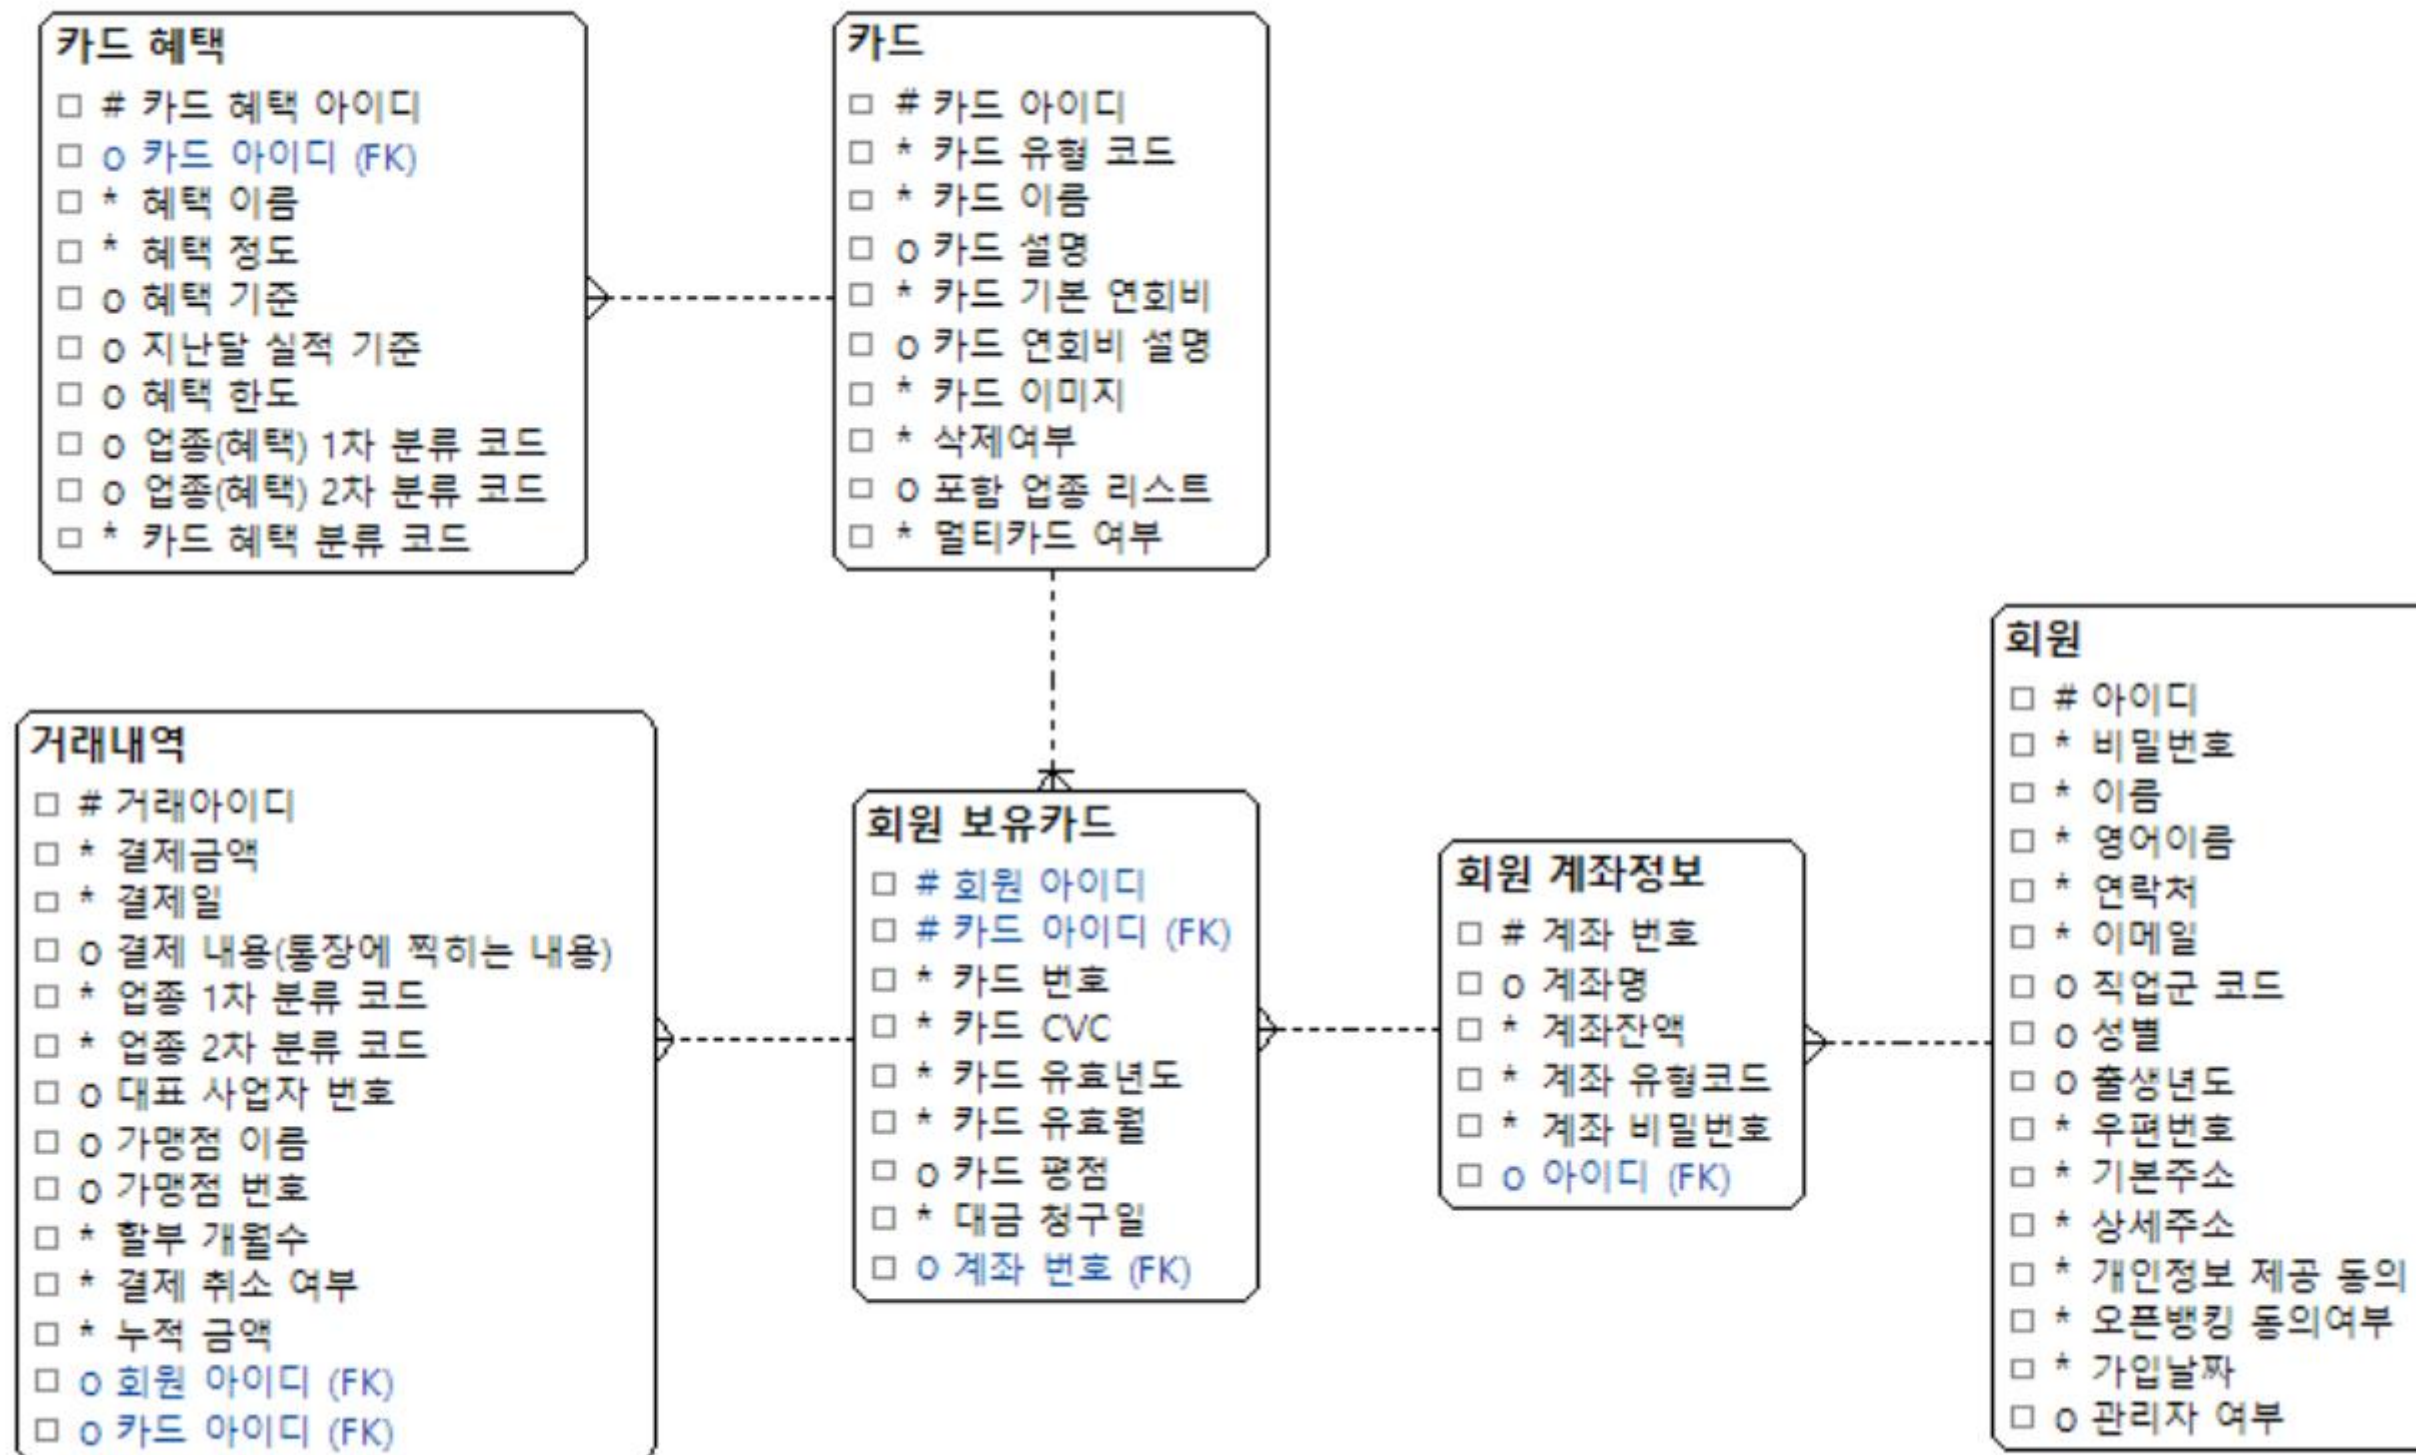 카드 혜택
# 카드 혜택 아이디
o 카드 아이디 (FK)
* 혜택 이름
* 혜택 정도
o 혜택 기준
o 지난달 실적 기준
o 혜택 한도
o 업종(혜택) 1차 분류 코드
o 업종(혜택) 2차 분류 코드
* 카드 혜택 분류 코드
카드
# 카드 아이디
* 카드 유형 코드
* 카드 이름
o 카드 설명
* 카드 기본 연회비
o 카드 연회비 설명
* 카드 이미지
* 삭제여부
o 포함 업종 리스트
* 멀티카드 여부
거래내역
# 거래아이디
* 결제금액
* 결제일
o 결제 내용(통장에 찍히는 내용)
* 업종 1차 분류 코드
* 업종 2차 분류 코드
o 대표 사업자 번호
o 가맹점 이름
o 가맹점 번호
* 할부 개월수
* 결제 취소 여부
* 누적 금액
o 회원 아이디 (FK)
o 카드 아이디 (FK)
회원 보유카드
# 회원 아이디
# 카드 아이디 (FK)
* 카드 번호
* 카드 CVC
* 카드 유효년도
* 카드 유효월
o 카드 평점
* 대금 청구일
o 계좌 번호 (FK)
회원 계좌정보
# 계좌 번호
o 계좌명
* 계좌잔액
* 계좌 유형코드
* 계좌 비밀번호
o 아이디 (FK)
회원
# 아이디
* 비밀번호
* 이름
* 영어이름
* 연락처
* 이메일
o 직업군 코드
o 성별
o 출생년도
* 우편번호
* 기본주소
* 상세주소
* 개인정보 제공 동의
* 오픈뱅킹 동의여부
* 가입날짜
o 관리자 여부